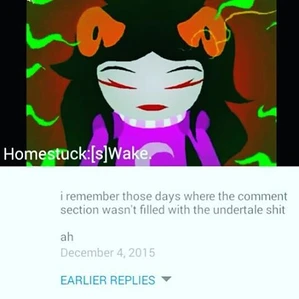 Homestuck:[s]Wake.
i remember those days where the comment
section wasn't filled with the undertale shit
ah
December 4, 2015
EARLIER REPLIES